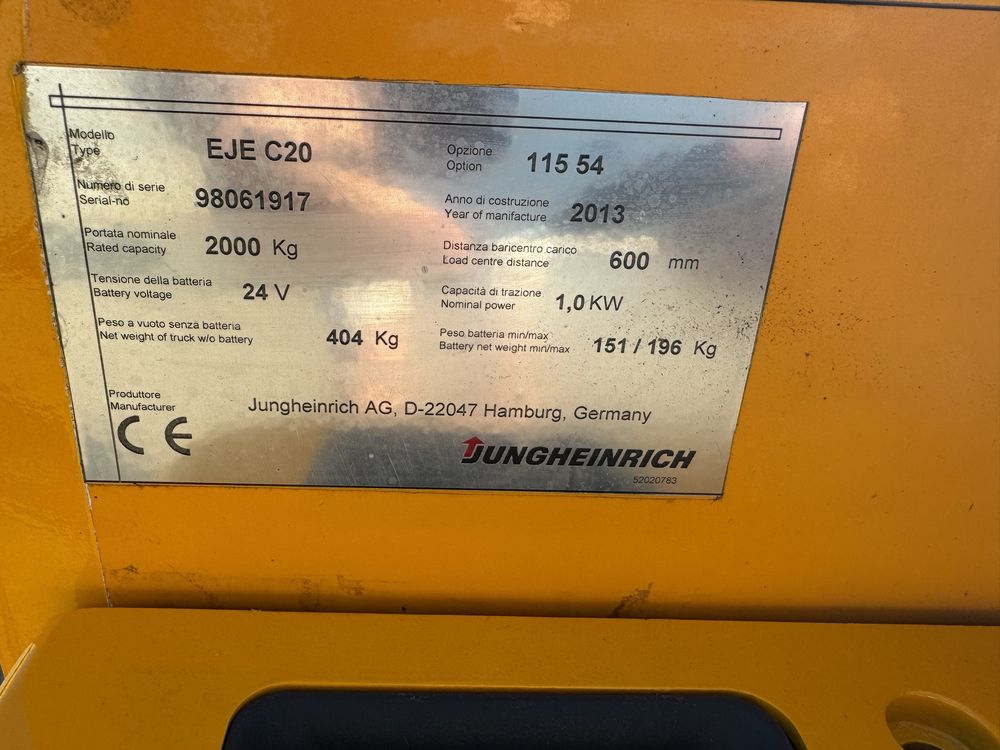 Modello
Type
EJE C20
Opzione
Option
115 54
Numero di serie
Serial-no
98061917
Anno di costruzione
Year of manifacture
2013
Portata nominale
Rated capacity
2000 Kg
Distanza baricentro carico
Load centre distance
600 mm
Tensione della batteria
Battery voltage
24 V
Capacità di trazione
Nominal power
1,0 KW
Peso a vuoto senza batteria
Net weight of truck w/o battery
404 Kg
Peso batteria min/max
Battery net weight min/max
151 / 196 Kg
Produttore
Manufacturer
Jungheinrich AG, D-22047 Hamburg, Germany
CE
JUNGHEINRICH
52020783